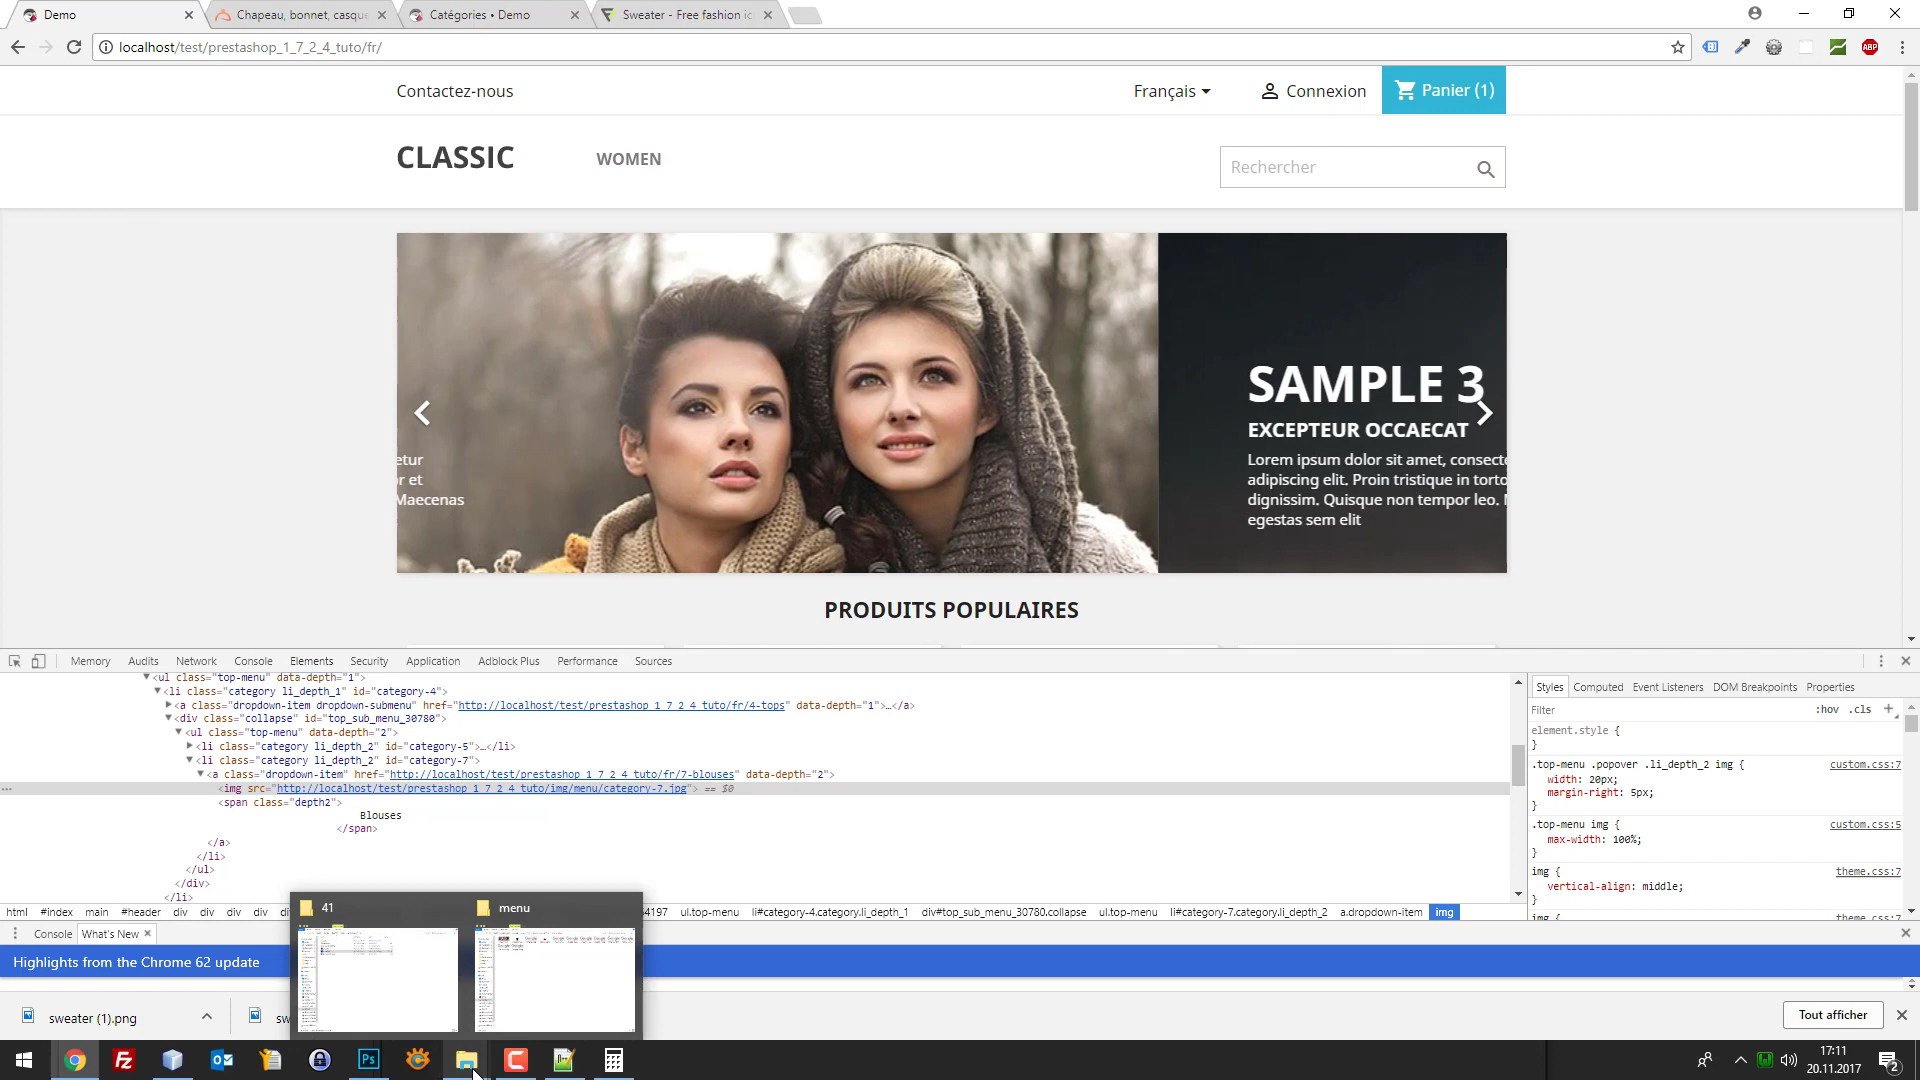 Demo
Chapeau, bonnet, casque
Catégories • Demo
Sweater - Free fashion ic
localhost/test/prestashop_1_7_2_4_tuto/fr/
ABP
Contactez-nous
Français
Connexion
Panier (1)
CLASSIC
WOMEN
Rechercher
SAMPLE 3
EXCEPTEUR OCCAECAT
etur
Lorem ipsum dolor sit amet, consecte
or et
adipiscing elit. Proin tristique in torto
Maecenas
dignissim. Quisque non tempor leo.
egestas sem elit
PRODUITS POPULAIRES
Memory Audits Network Console Elements Security Application Adblock Plus Performance Sources
<ul class="top-menu" data-depth="1">
<li class="category li_depth_1" id="category-4">
<a class="dropdown-item dropdown-submenu" href="http://localhost/test/prestashop_1_7_2_4_tuto/fr/4-tops" data-depth="1">…</a>
<div class="collapse" id="top_sub_menu_30780">
<ul class="top-menu" data-depth="2">
<li class="category li_depth_2" id="category-5">…</li>
<li class="category li_depth_2" id="category-7">
<a class="dropdown-item" href="http://localhost/test/prestashop_1_7_2_4_tuto/fr/7-blouses" data-depth="2">
<img src="http://localhost/test/prestashop_1_7_2_4_tuto/img/menu/category-7.jpg"> == $0
<span class="depth2">
Blouses
</span>
</a>
</li>
</ul>
</div>
</li>
Styles Computed Event Listeners DOM Breakpoints Properties
Filter
:hov .cls +
element.style {
}
.top-menu .popover .li_depth_2 img {
custom.css:7
width: 20px;
margin-right: 5px;
}
.top-menu img {
custom.css:5
max-width: 100%;
}
img {
theme.css:7
vertical-align: middle;
}
img {
theme.css:7
html #index main #header div div div div
64197 ul.top-menu li#category-4.category.li_depth_1 div#top_sub_menu_30780.collapse ul.top-menu li#category-7.category.li_depth_2 a.dropdown-item img
41
menu
Console What's New
Highlights from the Chrome 62 update
sweater (1).png
sw
Tout afficher
Ps
17:11
20.11.2017
2